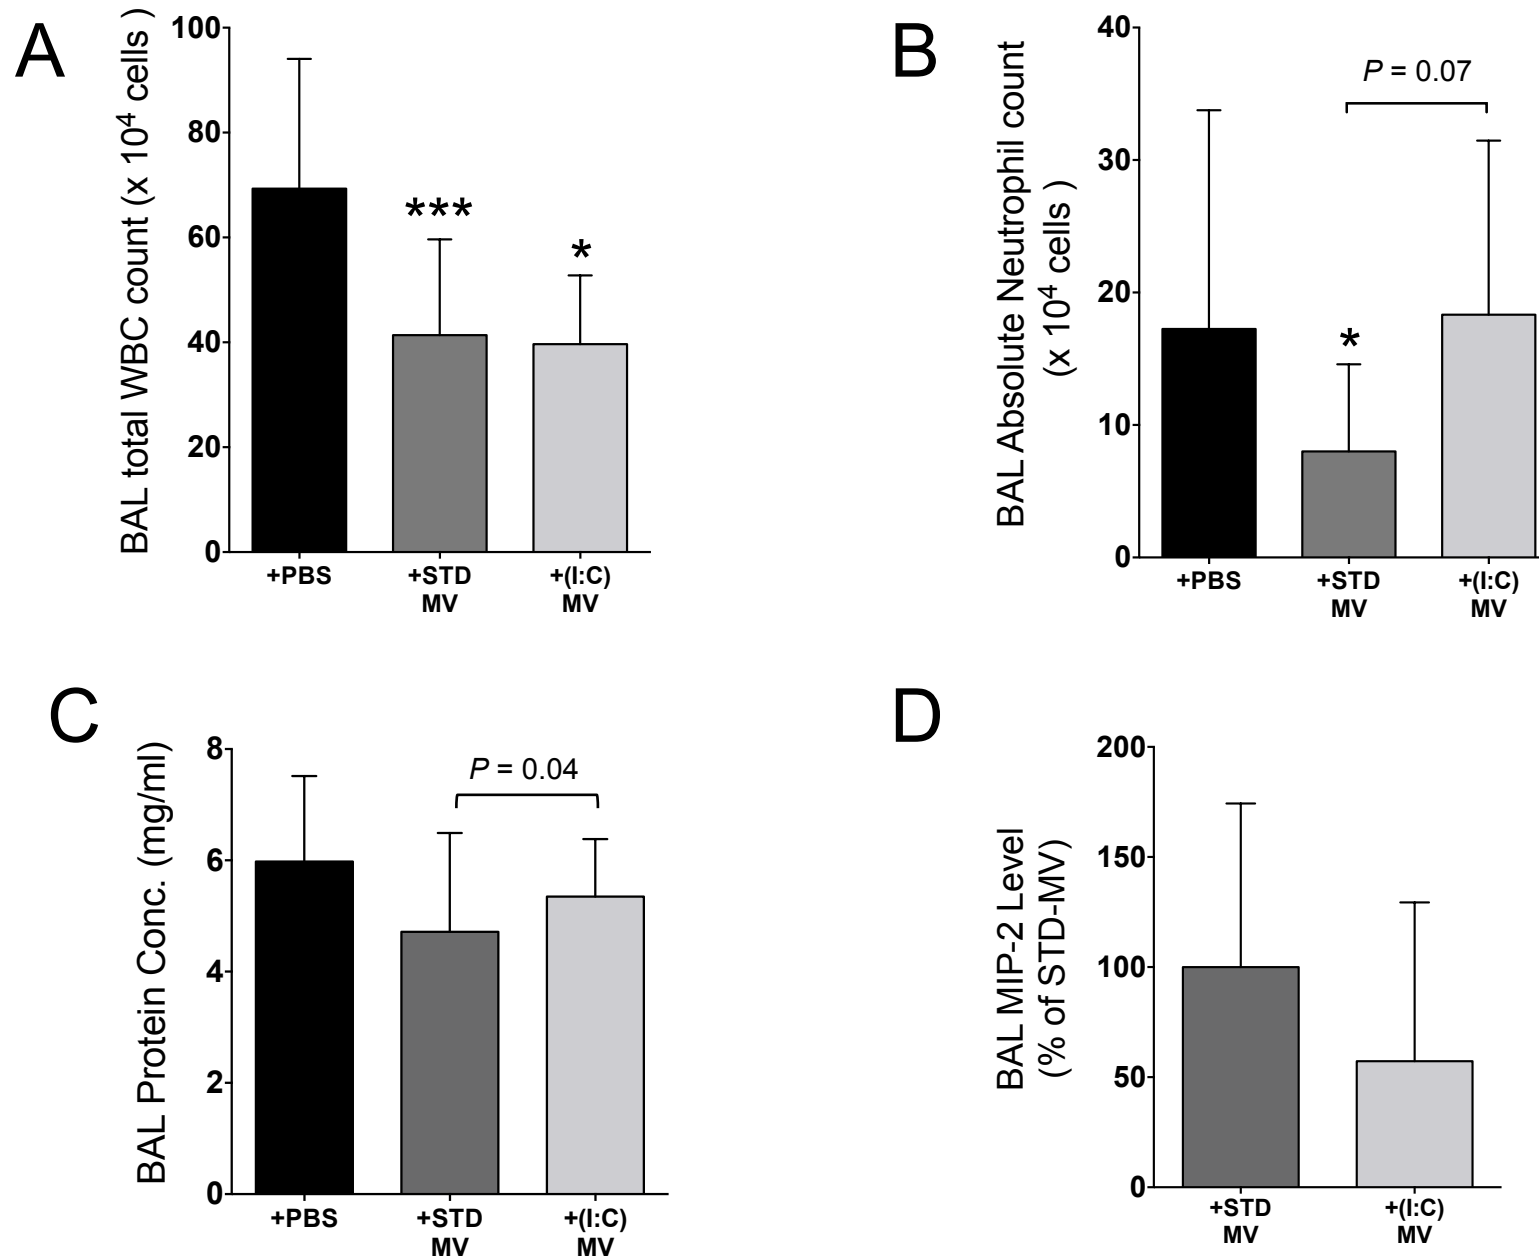 A
BAL total WBC count (x 10⁴ cells )
100
80
60
40
20
0
***
*
+PBS
+STD
MV
+(I:C)
MV
B
BAL Absolute Neutrophil count
(x 10⁴ cells )
40
30
20
10
0
P = 0.07
*
+PBS
+STD
MV
+(I:C)
MV
C
BAL Protein Conc. (mg/ml)
8
6
4
2
0
P = 0.04
+PBS
+STD
MV
+(I:C)
MV
D
BAL MIP-2 Level
(% of STD-MV)
200
150
100
50
0
+STD
MV
+(I:C)
MV